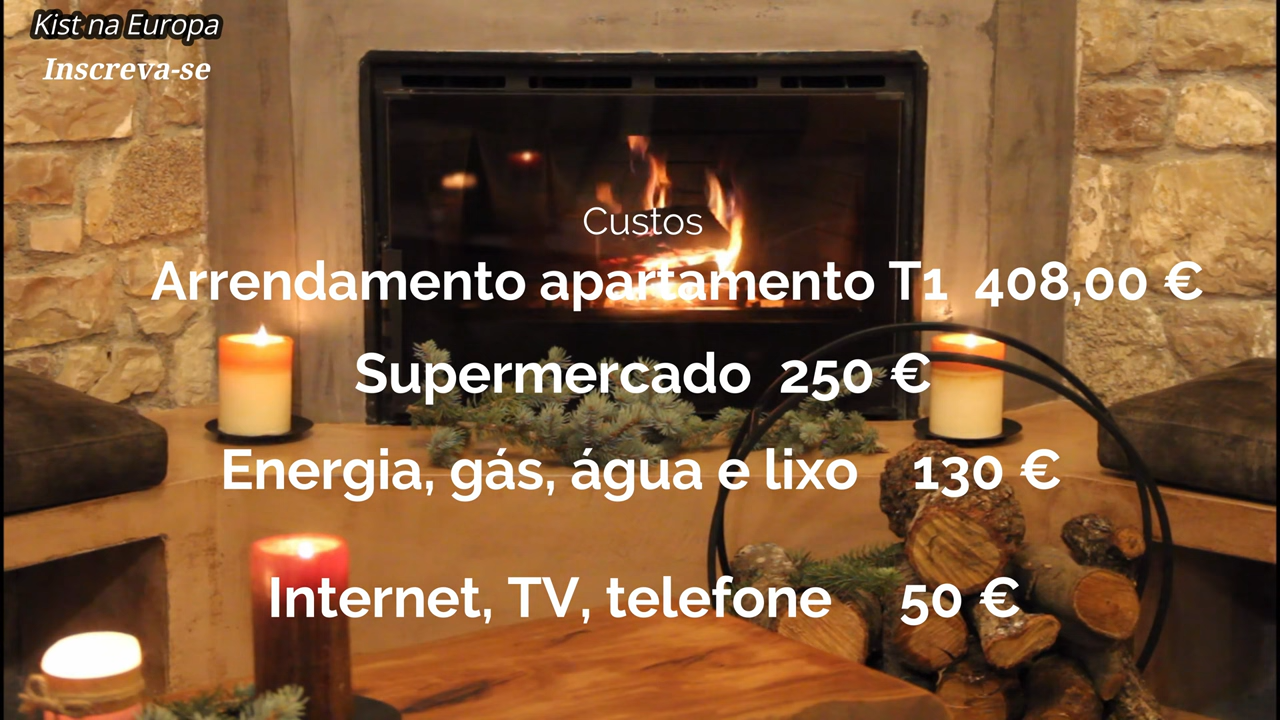 Kist na Europa
Inscreva-se
Custos
Arrendamento apartamento T1 408,00 €
Supermercado 250 €
Energia, gás, água e lixo 130 €
Internet, TV, telefone 50 €